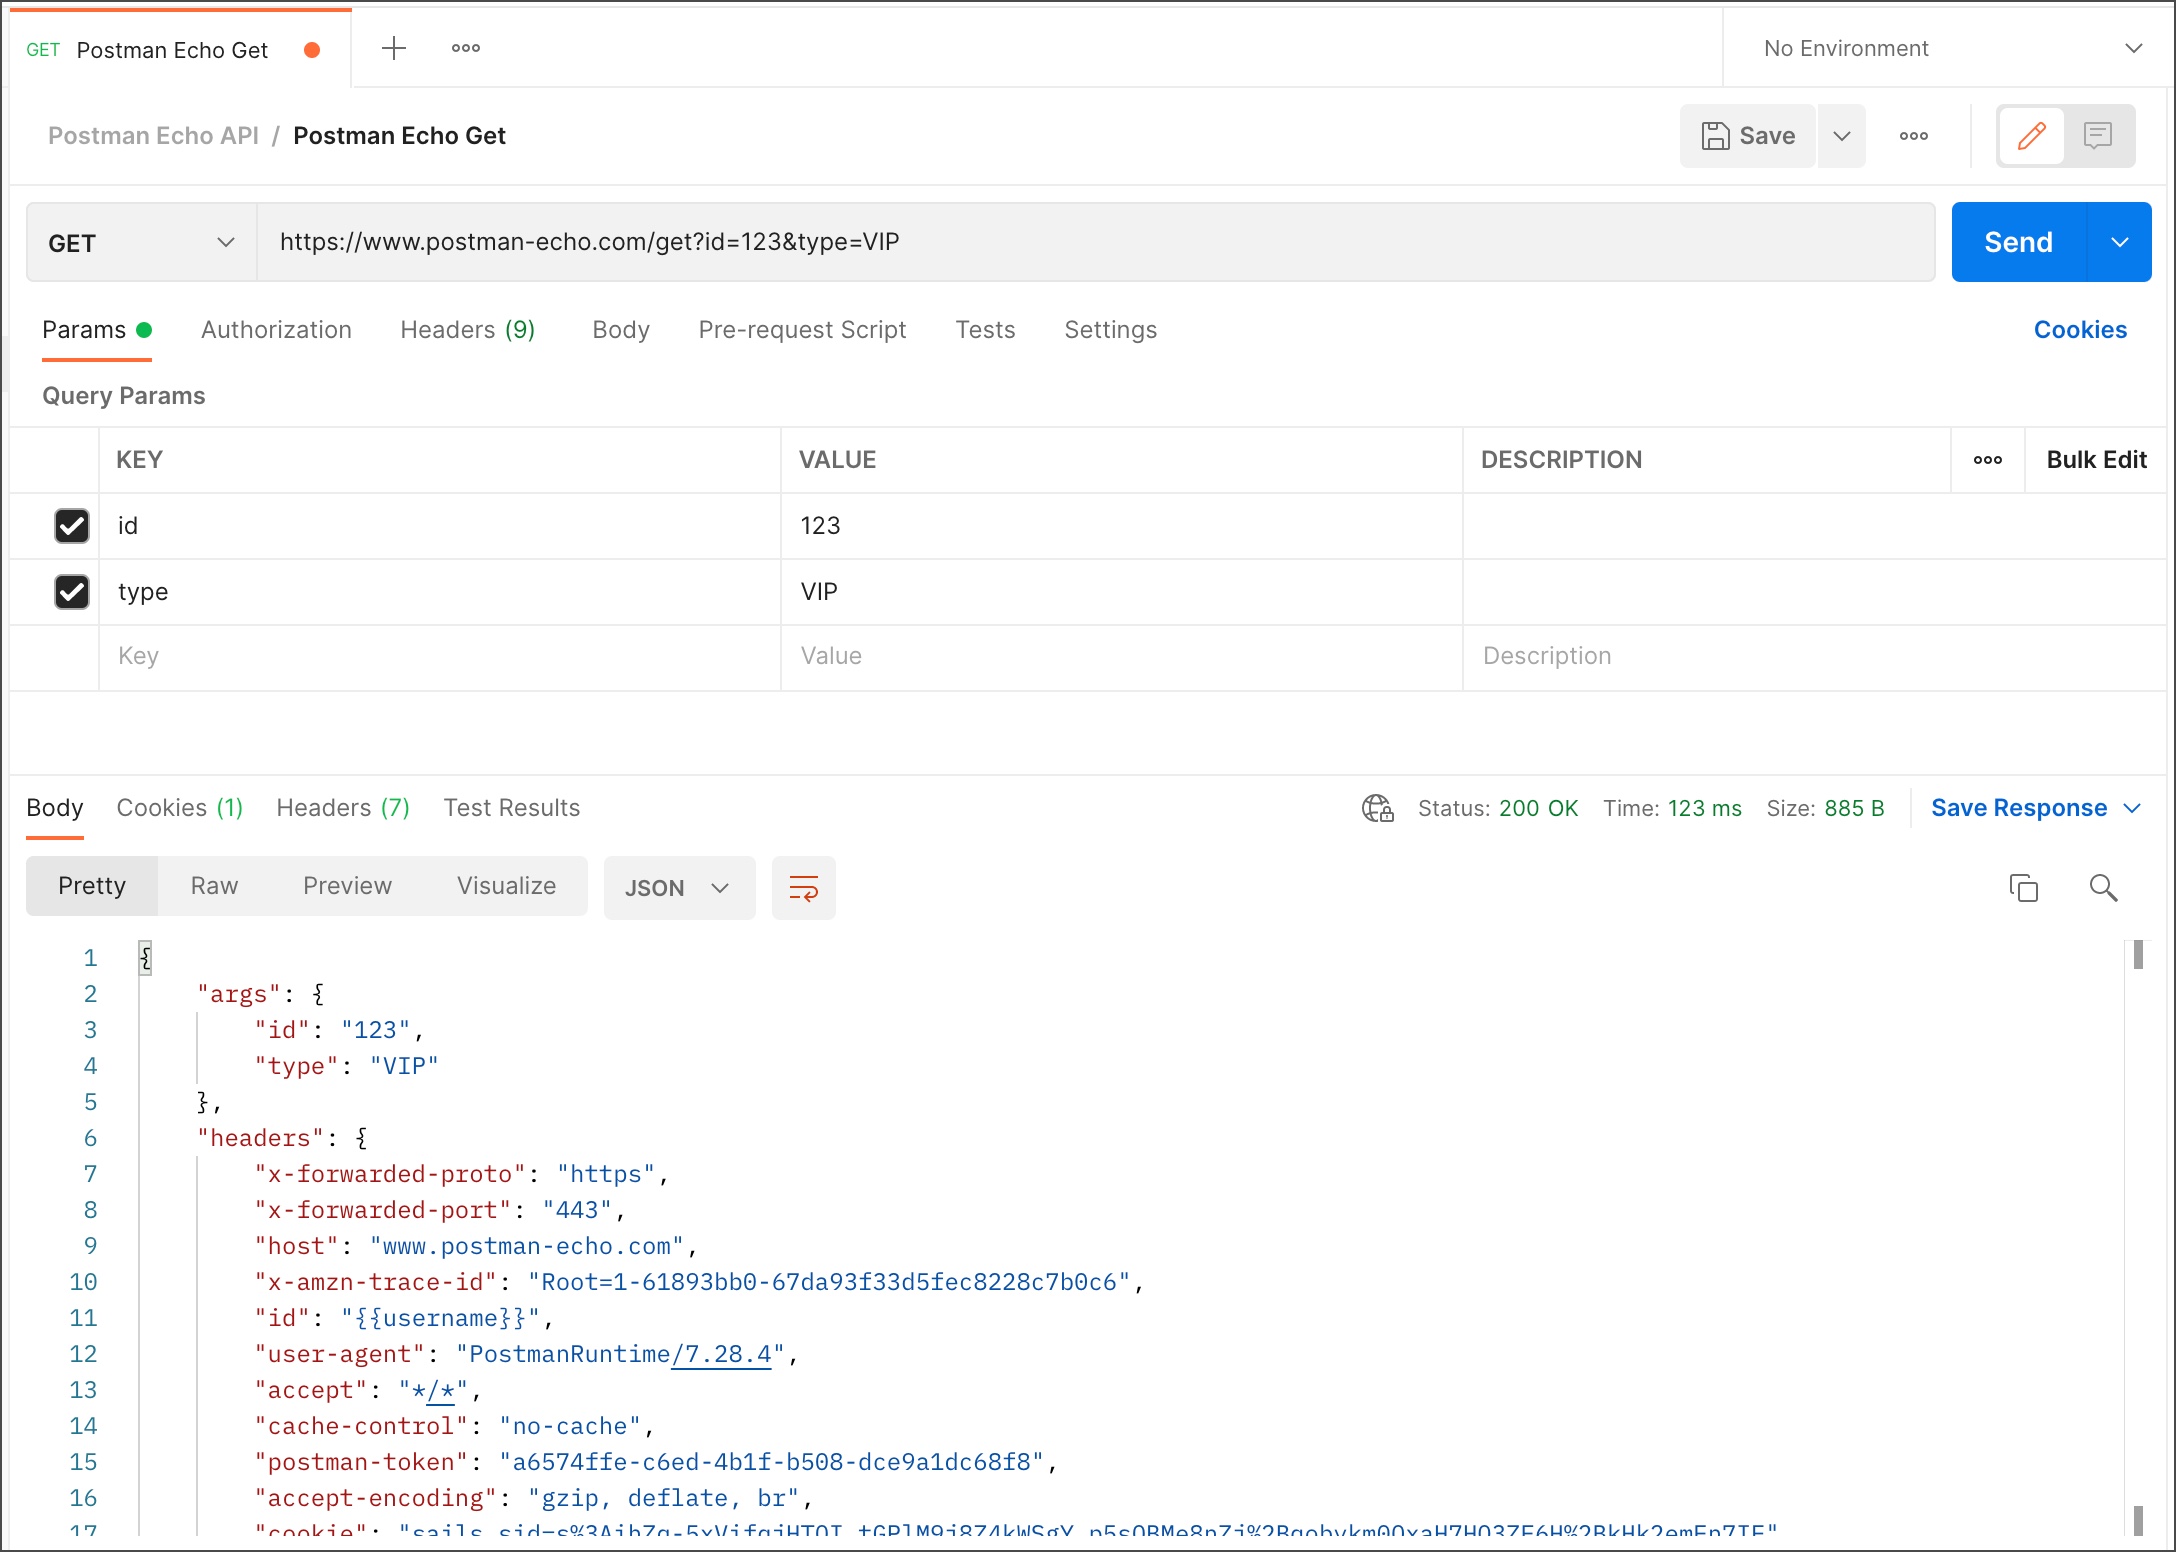 GET Postman Echo Get No Environment
Postman Echo API / Postman Echo Get Save
GET https://www.postman-echo.com/get?id=123&type=VIP Send
Params Authorization Headers (9) Body Pre-request Script Tests Settings Cookies
Query Params
KEY VALUE DESCRIPTION Bulk Edit
id 123
type VIP
Key Value Description
Body Cookies (1) Headers (7) Test Results Status: 200 OK Time: 123 ms Size: 885 B Save Response
Pretty Raw Preview Visualize JSON
1 {
2 "args": {
3 "id": "123",
4 "type": "VIP"
5 },
6 "headers": {
7 "x-forwarded-proto": "https",
8 "x-forwarded-port": "443",
9 "host": "www.postman-echo.com",
10 "x-amzn-trace-id": "Root=1-61893bb0-67da93f33d5fec8228c7b0c6",
11 "id": "{{username}}",
12 "user-agent": "PostmanRuntime/7.28.4",
13 "accept": "*/*",
14 "cache-control": "no-cache",
15 "postman-token": "a6574ffe-c6ed-4b1f-b508-dce9a1dc68f8",
16 "accept-encoding": "gzip, deflate, br",
17 "cookie":